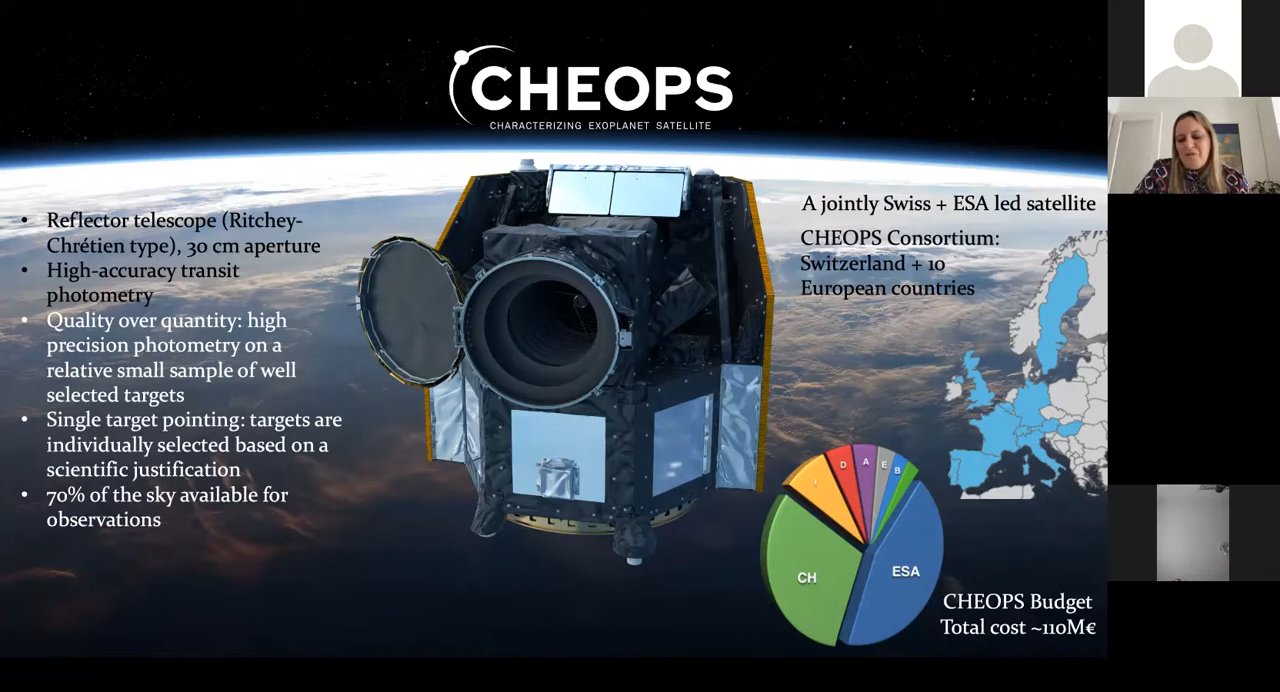 CHEOPS
CHARACTERIZING EXOPLANET SATELLITE
• Reflector telescope (Ritchey-
Chrétien type), 30 cm aperture
• High-accuracy transit
photometry
• Quality over quantity: high
precision photometry on a
relative small sample of well
selected targets
• Single target pointing: targets are
individually selected based on a
scientific justification
• 70% of the sky available for
observations
A jointly Swiss + ESA led satellite
CHEOPS Consortium:
Switzerland + 10
European countries
I
D
A
E
B
CH
ESA
CHEOPS Budget
Total cost ~110M€